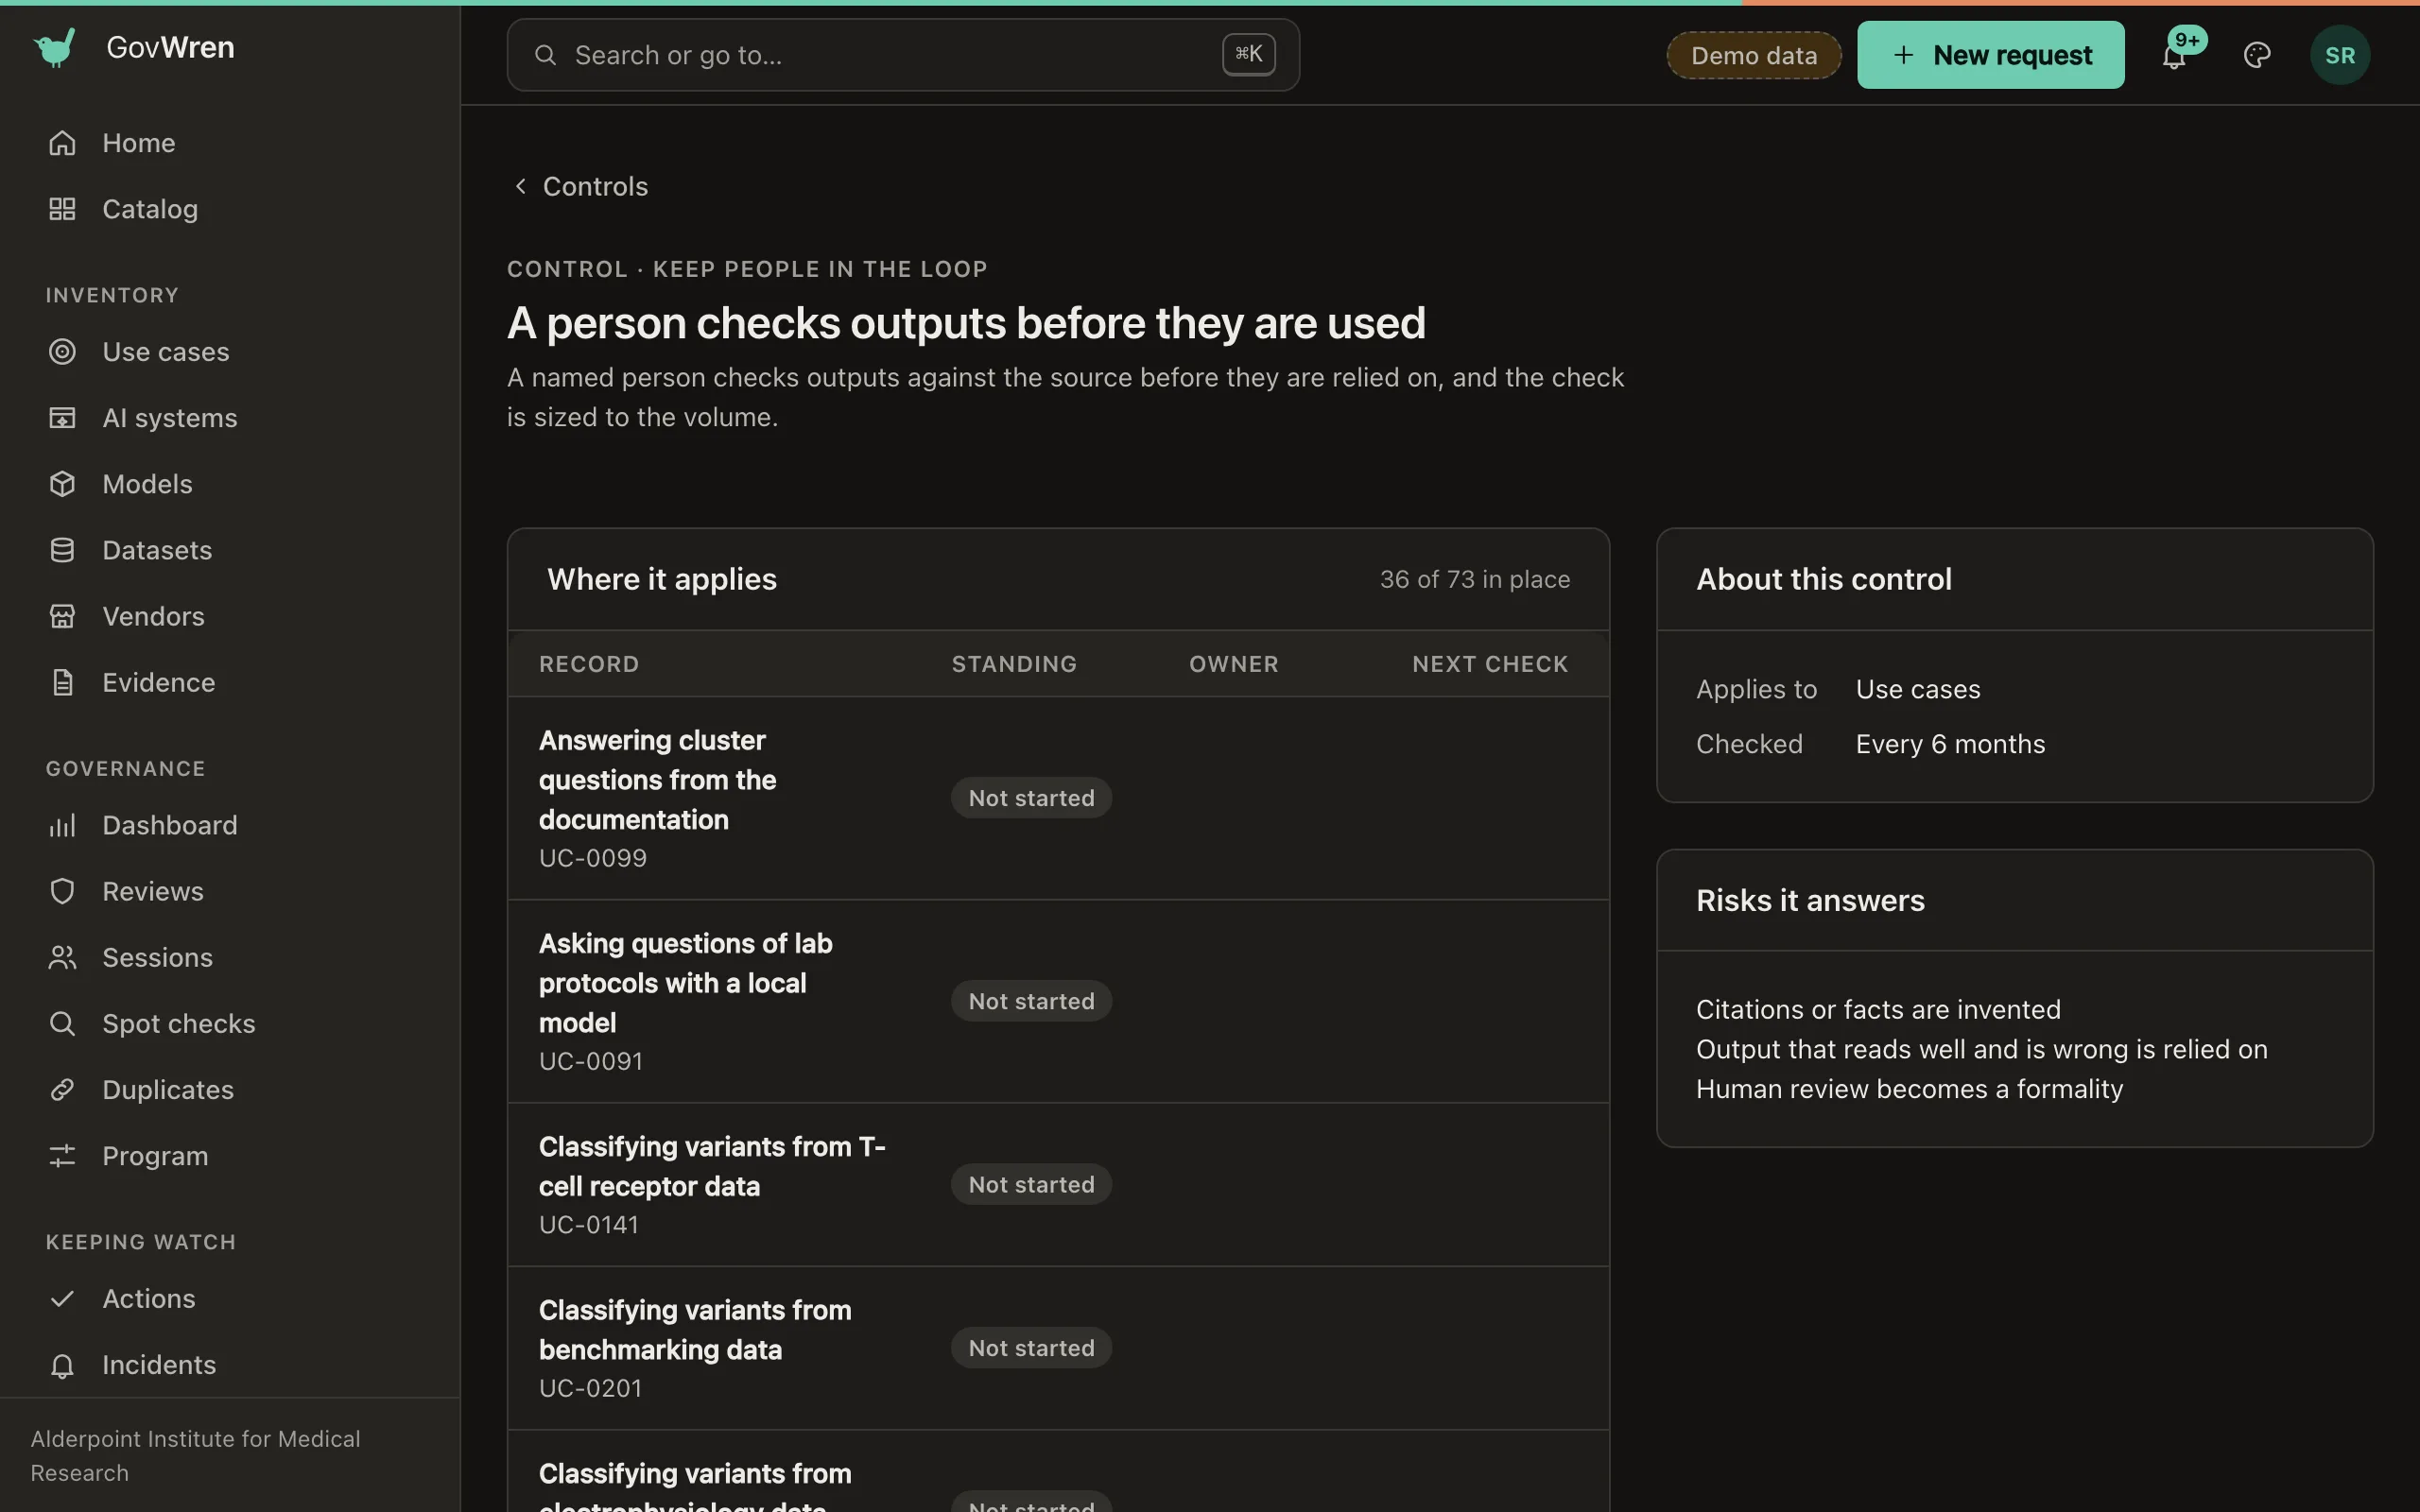 GovWren
Search or go to...
⌘K
Demo data
+ New request
9+
SR
Home
Catalog
INVENTORY
Use cases
AI systems
Models
Datasets
Vendors
Evidence
GOVERNANCE
Dashboard
Reviews
Sessions
Spot checks
Duplicates
Program
KEEPING WATCH
Actions
Incidents
Alderpoint Institute for Medical
Research
Controls
CONTROL · KEEP PEOPLE IN THE LOOP
A person checks outputs before they are used
A named person checks outputs against the source before they are relied on, and the check
is sized to the volume.
Where it applies
36 of 73 in place
RECORD STANDING OWNER NEXT CHECK
Answering cluster
questions from the
documentation
UC-0099
Not started
Asking questions of lab
protocols with a local
model
UC-0091
Not started
Classifying variants from T-
cell receptor data
UC-0141
Not started
Classifying variants from
benchmarking data
UC-0201
Not started
Classifying variants from
electrophysiology data
Not started
About this control
Applies to Use cases
Checked Every 6 months
Risks it answers
Citations or facts are invented
Output that reads well and is wrong is relied on
Human review becomes a formality